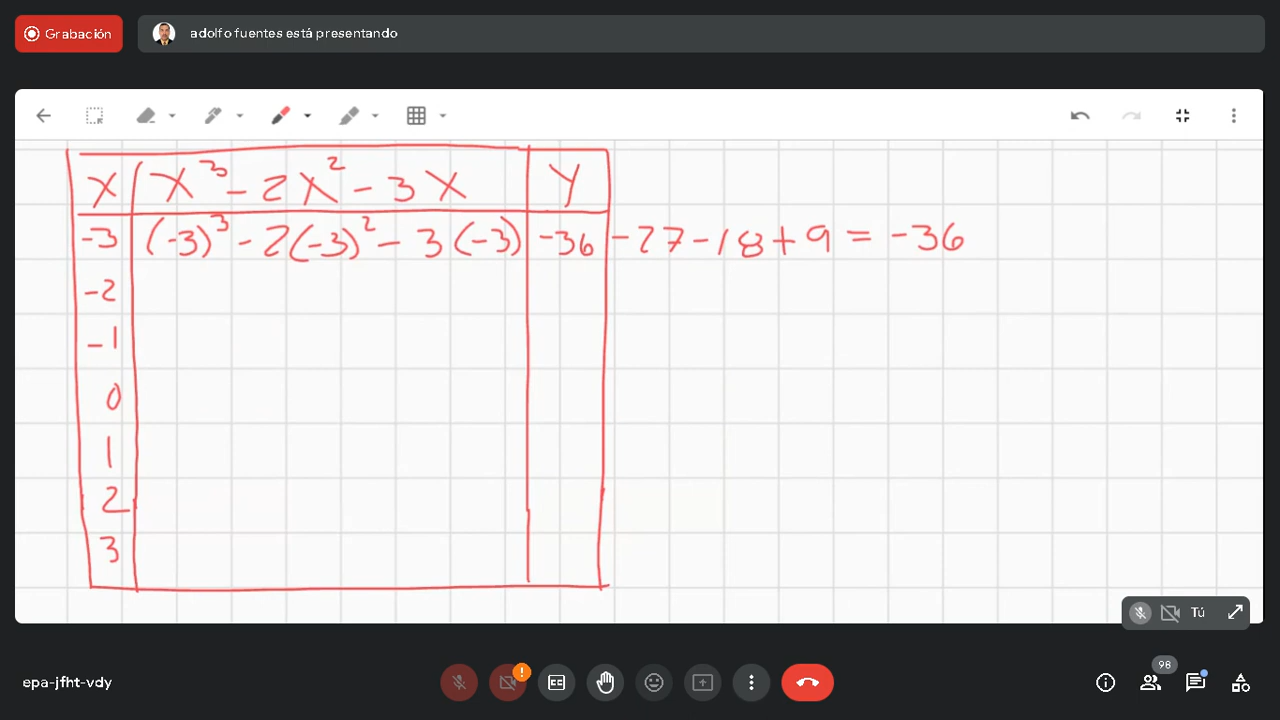 Grabación
adolfo fuentes está presentando
X X³ - 2X² - 3X Y
-3 (-3)³ - 2(-3)² - 3(-3) -36 -27-18+9 = -36
-2
-1
0
1
2
3
Tú
epa-jfht-vdy
98